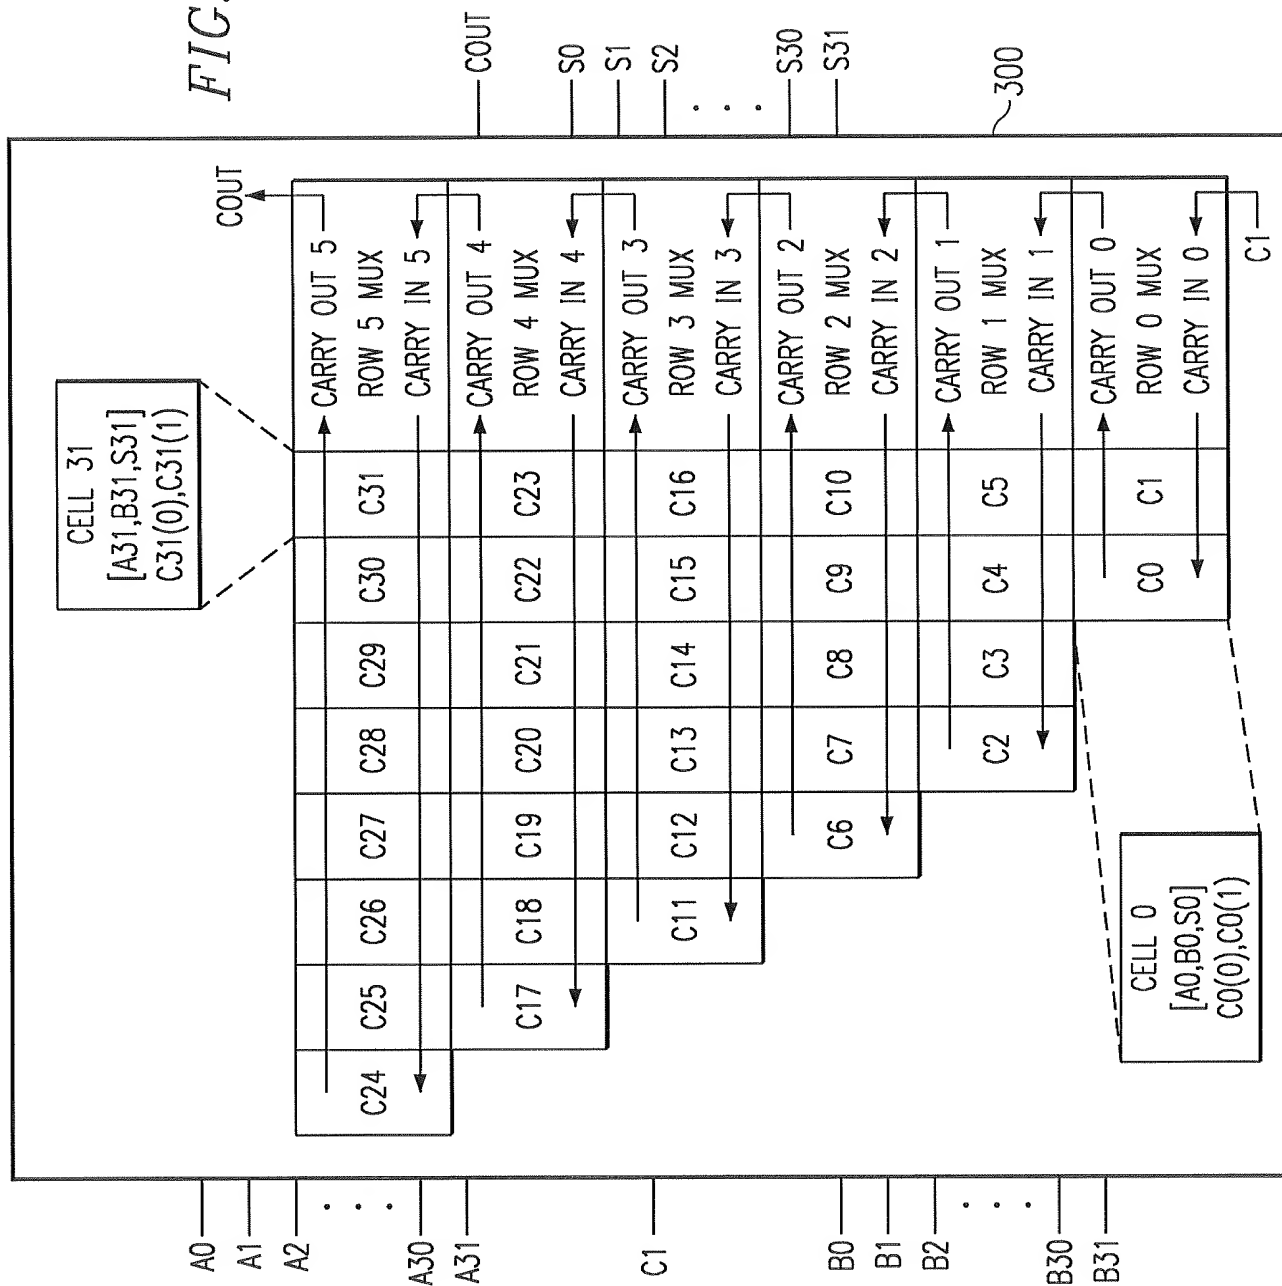 FIG.
COUT
S0
S1
S2
S30
S31
300
COUT
CELL 31
[A31,B31,S31]
C31(0),C31(1)
CARRY OUT 5
C24 C25 C26 C27 C28 C29 C30 C31 ROW 5 MUX
CARRY IN 5
CARRY OUT 4
C17 C18 C19 C20 C21 C22 C23 ROW 4 MUX
CARRY IN 4
CARRY OUT 3
C11 C12 C13 C14 C15 C16 ROW 3 MUX
CARRY IN 3
CARRY OUT 2
C6 C7 C8 C9 C10 ROW 2 MUX
CARRY IN 2
CARRY OUT 1
C2 C3 C4 C5 ROW 1 MUX
CARRY IN 1
CARRY OUT 0
C0 C1 ROW 0 MUX
CARRY IN 0
C1
CELL 0
[A0,B0,S0]
C0(0),C0(1)
A0
A1
A2
A30
A31
C1
B0
B1
B2
B30
B31